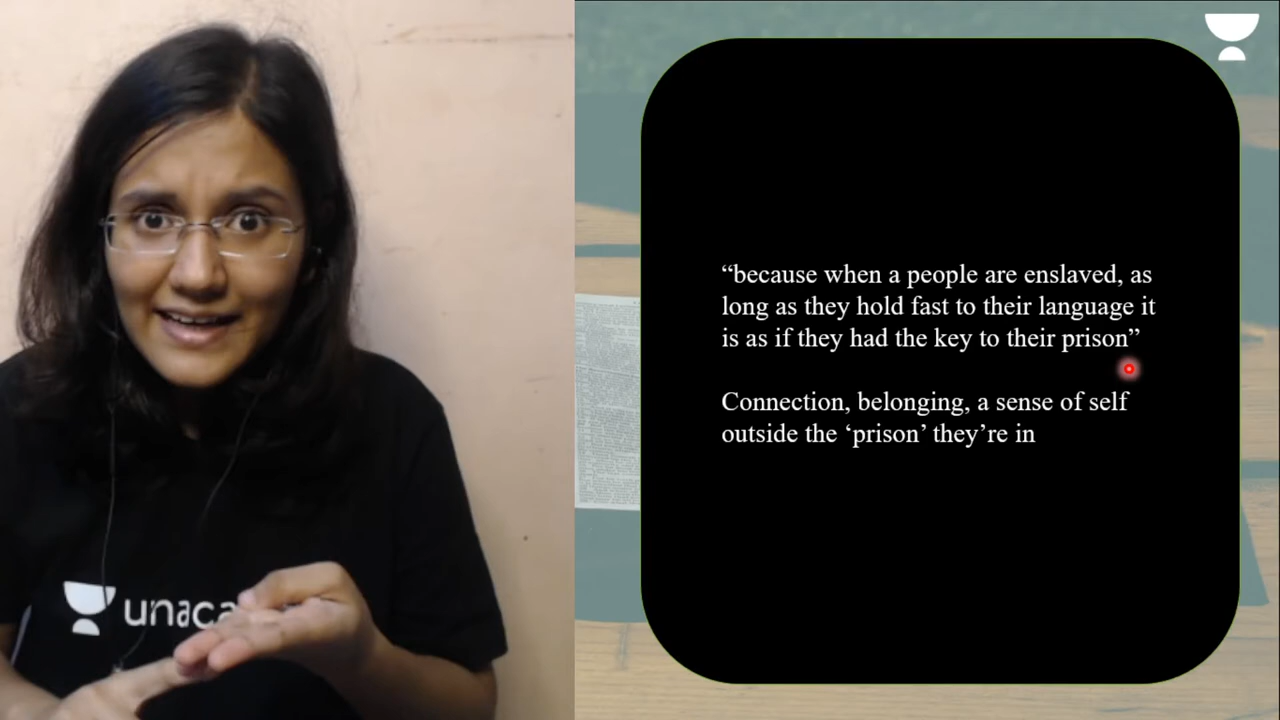 unaca
“because when a people are enslaved, as
long as they hold fast to their language it
is as if they had the key to their prison”
Connection, belonging, a sense of self
outside the ‘prison’ they’re in